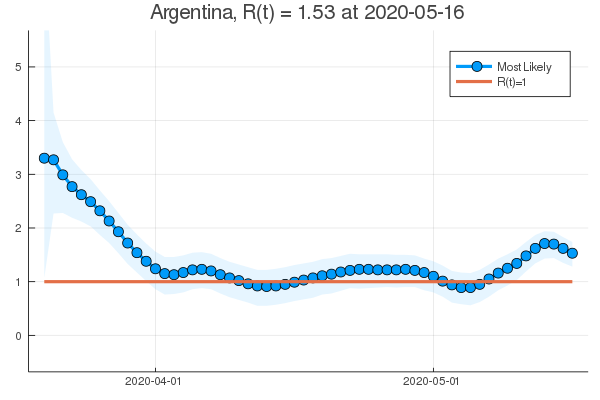 Argentina, R(t) = 1.53 at 2020-05-16
Most Likely
R(t)=1
5
4
3
2
1
0
2020-04-01
2020-05-01